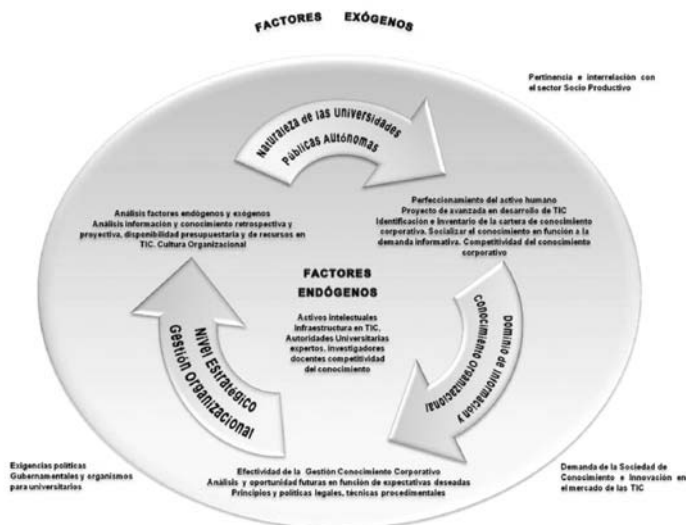 FACTORES EXÓGENOS
Pertinencia e interrelación con
el sector Socio Productivo
Naturaleza de las Universidades
Públicas Autónomas
Análisis factores endógenos y exógenos
Análisis información y conocimiento retrospectiva y
proyectiva, disponibilidad presupuestaria y de recursos en
TIC. Cultura Organizacional
Perfeccionamiento del activo humano
Proyecto de avanzada en desarrollo de TIC
Identificación e inventario de la cartera de conocimiento
corporativa. Socializar el conocimiento en función a la
demanda informativa. Competitividad del conocimiento
corporativo
FACTORES
ENDÓGENOS
Activos intelectuales
Infraestructura en TIC.
Autoridades Universitarias
expertos, investigadores
docentes competitividad
del conocimiento
Dominio de información y
conocimiento Organizacional
Nivel Estratégico
Gestión Organizacional
Efectividad de la Gestión Conocimiento Corporativo
Análisis y oportunidad futuras en función de expectativas deseadas
Principios y políticas legales, técnicas procedimentales
Exigencias políticas
Gubernamentales y organismos
para universitarios
Demanda de la Sociedad de
Conocimiento e Innovación en
el mercado de las TIC